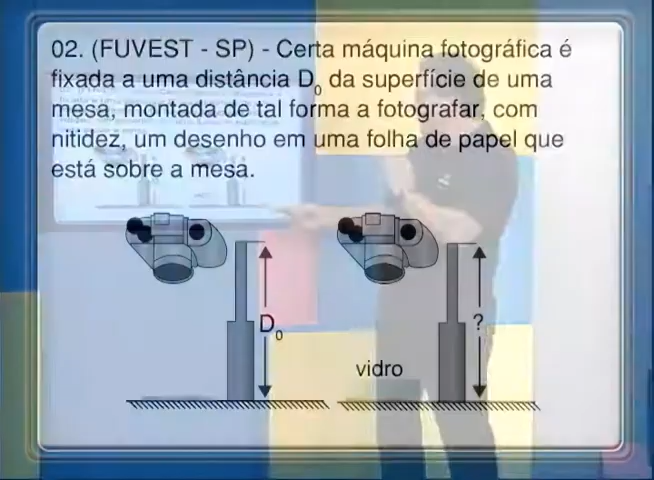 02. (FUVEST - SP) - Certa máquina fotográfica é
fixada a uma distância D₀ da superfície de uma
mesa, montada de tal forma a fotografar, com
nitidez, um desenho em uma folha de papel que
está sobre a mesa.
D₀
?
vidro